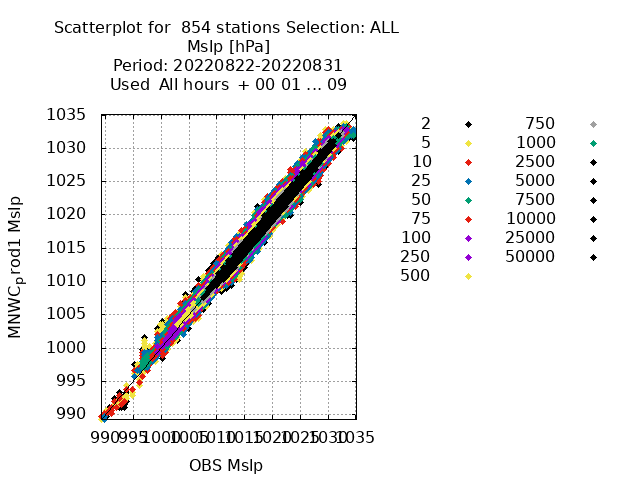 Scatterplot for 854 stations Selection: ALL
Mslp [hPa]
Period: 20220822-20220831
Used All hours + 00 01 ... 09
1035
1030
1025
1020
1015
1010
1005
1000
995
990
MNWC_prod1 Mslp
990 995 1000 1005 1010 1015 1020 1025 1030 1035
OBS Mslp
2 750
5 1000
10 2500
25 5000
50 7500
75 10000
100 25000
250 50000
500